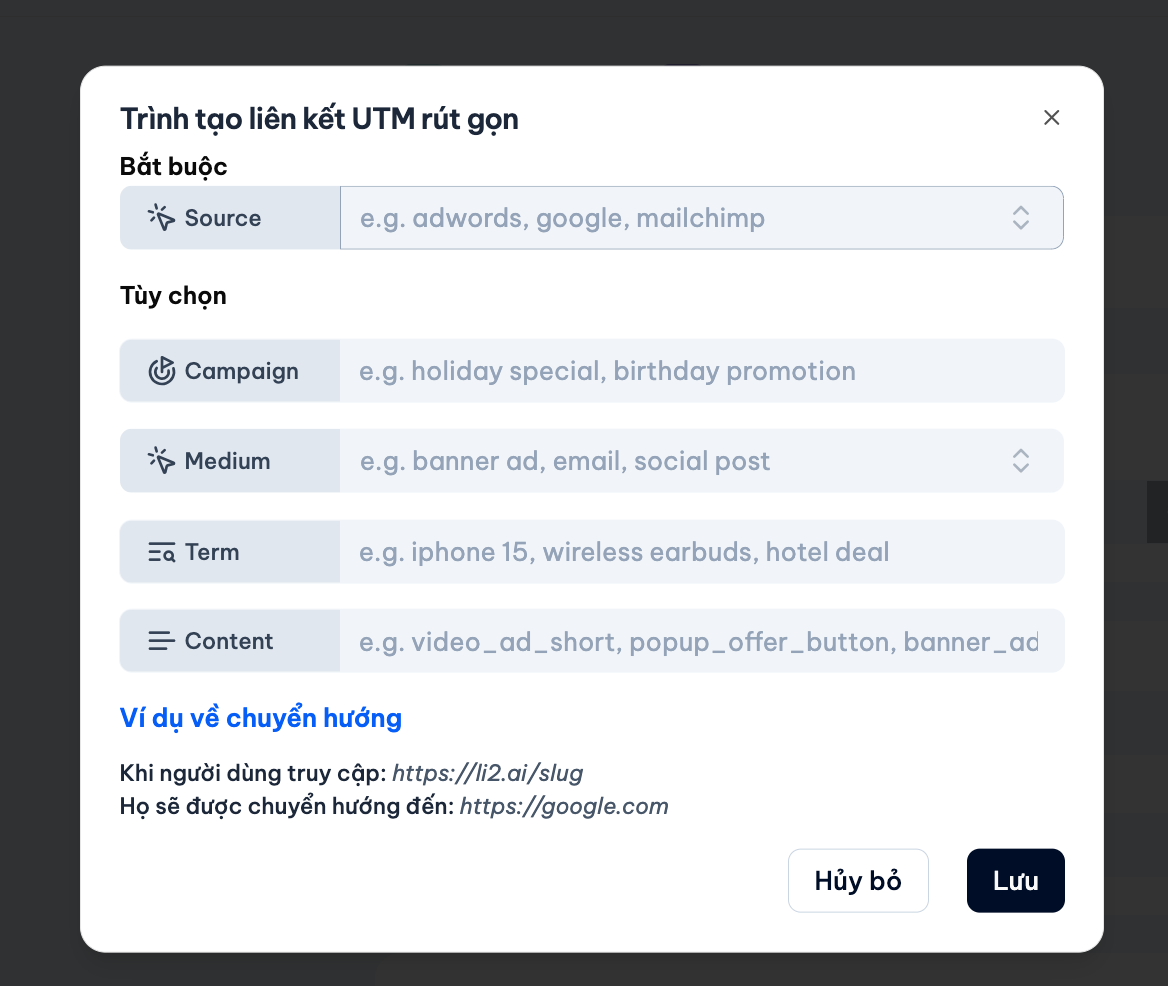 Trình tạo liên kết UTM rút gọn
Bắt buộc
Source e.g. adwords, google, mailchimp
Tùy chọn
Campaign e.g. holiday special, birthday promotion
Medium e.g. banner ad, email, social post
Term e.g. iphone 15, wireless earbuds, hotel deal
Content e.g. video_ad_short, popup_offer_button, banner_ad
Ví dụ về chuyển hướng
Khi người dùng truy cập: https://li2.ai/slug
Họ sẽ được chuyển hướng đến: https://google.com
Hủy bỏ Lưu